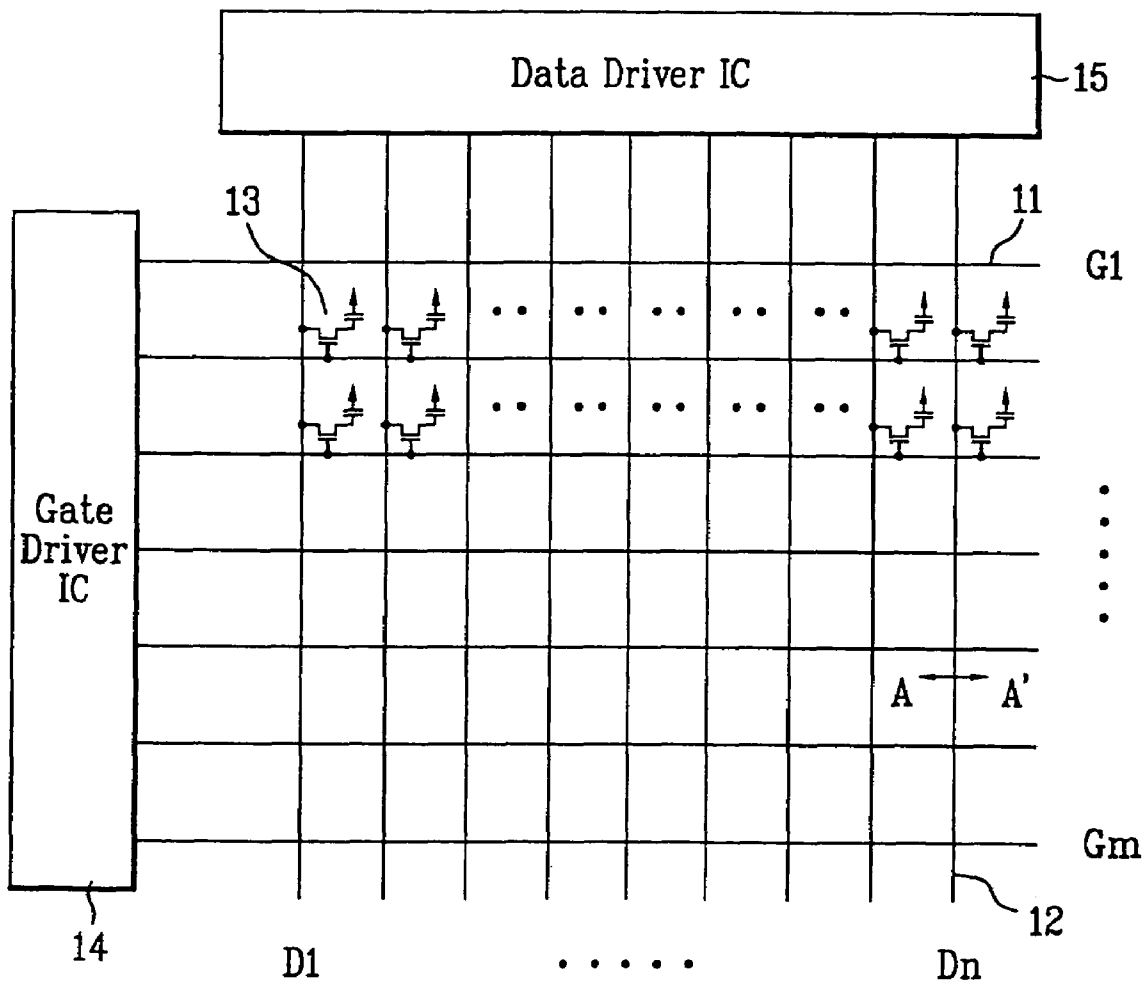 Data Driver IC
15
13
11
G1
Gate
Driver
IC
A A'
Gm
14
12
D1 Dn